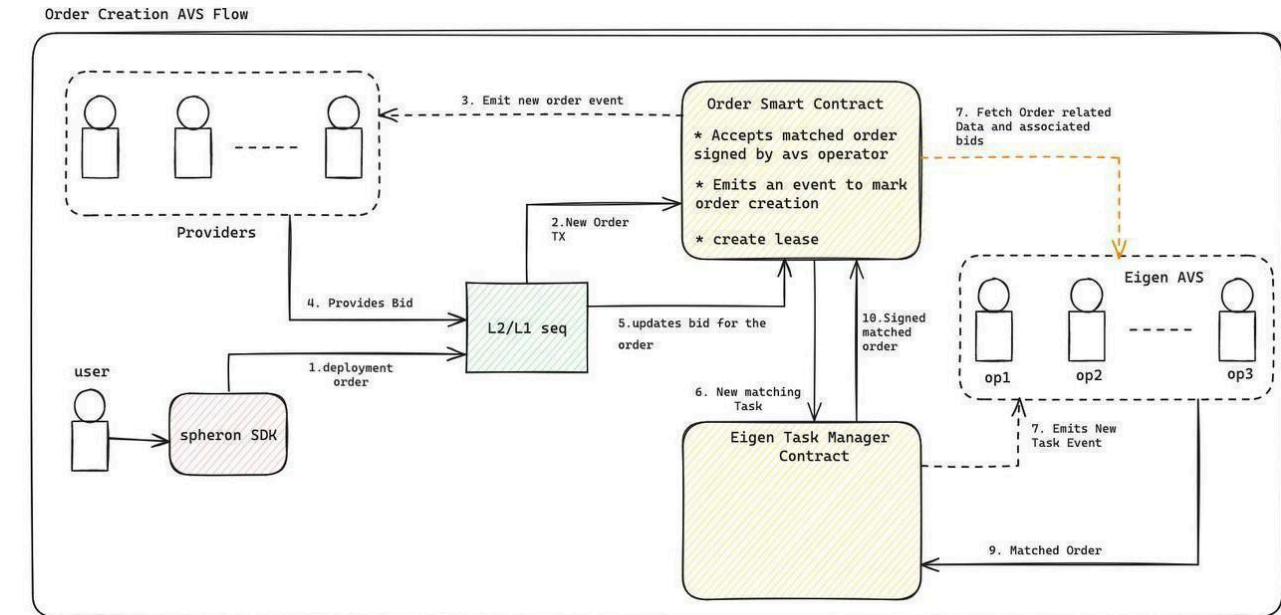 Order Creation AVS Flow
3. Emit new order event
Order Smart Contract
* Accepts matched order
signed by avs operator
* Emits an event to mark
order creation
* create lease
7. Fetch Order related
Data and associated
bids
Providers
2.New Order
TX
4. Provides Bid
L2/L1 seq
5.updates bid for the
order
10.Signed
matched
order
Eigen AVS
op1
op2
op3
1.deployment
order
user
spheron SDK
6. New matching
Task
Eigen Task Manager
Contract
7. Emits New
Task Event
9. Matched Order